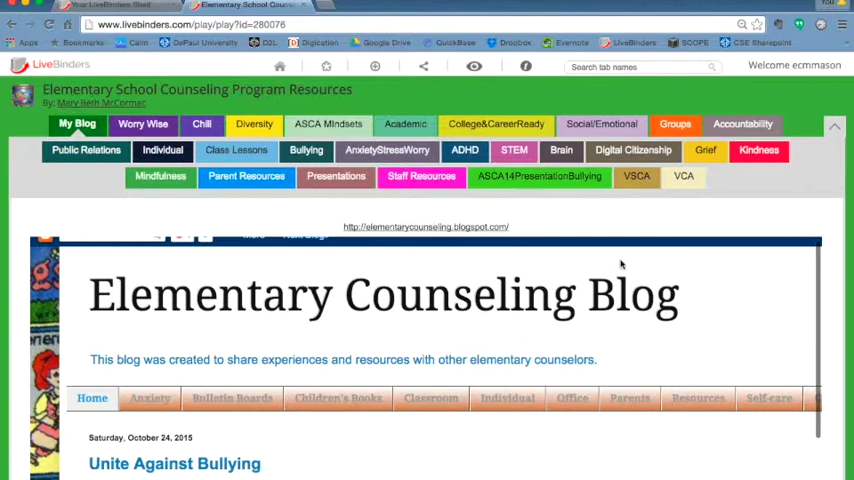 Your LiveBinders Shelf
Elementary School Couns
You
www.livebinders.com/play/play?id=280076
Apps Bookmarks Calm DePaul University D2L Digication Google Drive QuickBase Dropbox Evernote LiveBinders SCOPE CSE Sharepoint
LiveBinders
Search tab names
Welcome ecmmason
Elementary School Counseling Program Resources
By: Mary Beth McCormac
My Blog Worry Wise Chill Diversity ASCA MIndsets Academic College&CareerReady Social/Emotional Groups Accountability
Public Relations Individual Class Lessons Bullying AnxietyStressWorry ADHD STEM Brain Digital Citizenship Grief Kindness
Mindfulness Parent Resources Presentations Staff Resources ASCA14PresentationBullying VSCA VCA
http://elementarycounseling.blogspot.com/
Elementary Counseling Blog
This blog was created to share experiences and resources with other elementary counselors.
Home Anxiety Bulletin Boards Children's Books Classroom Individual Office Parents Resources Self-care
Saturday, October 24, 2015
Unite Against Bullying